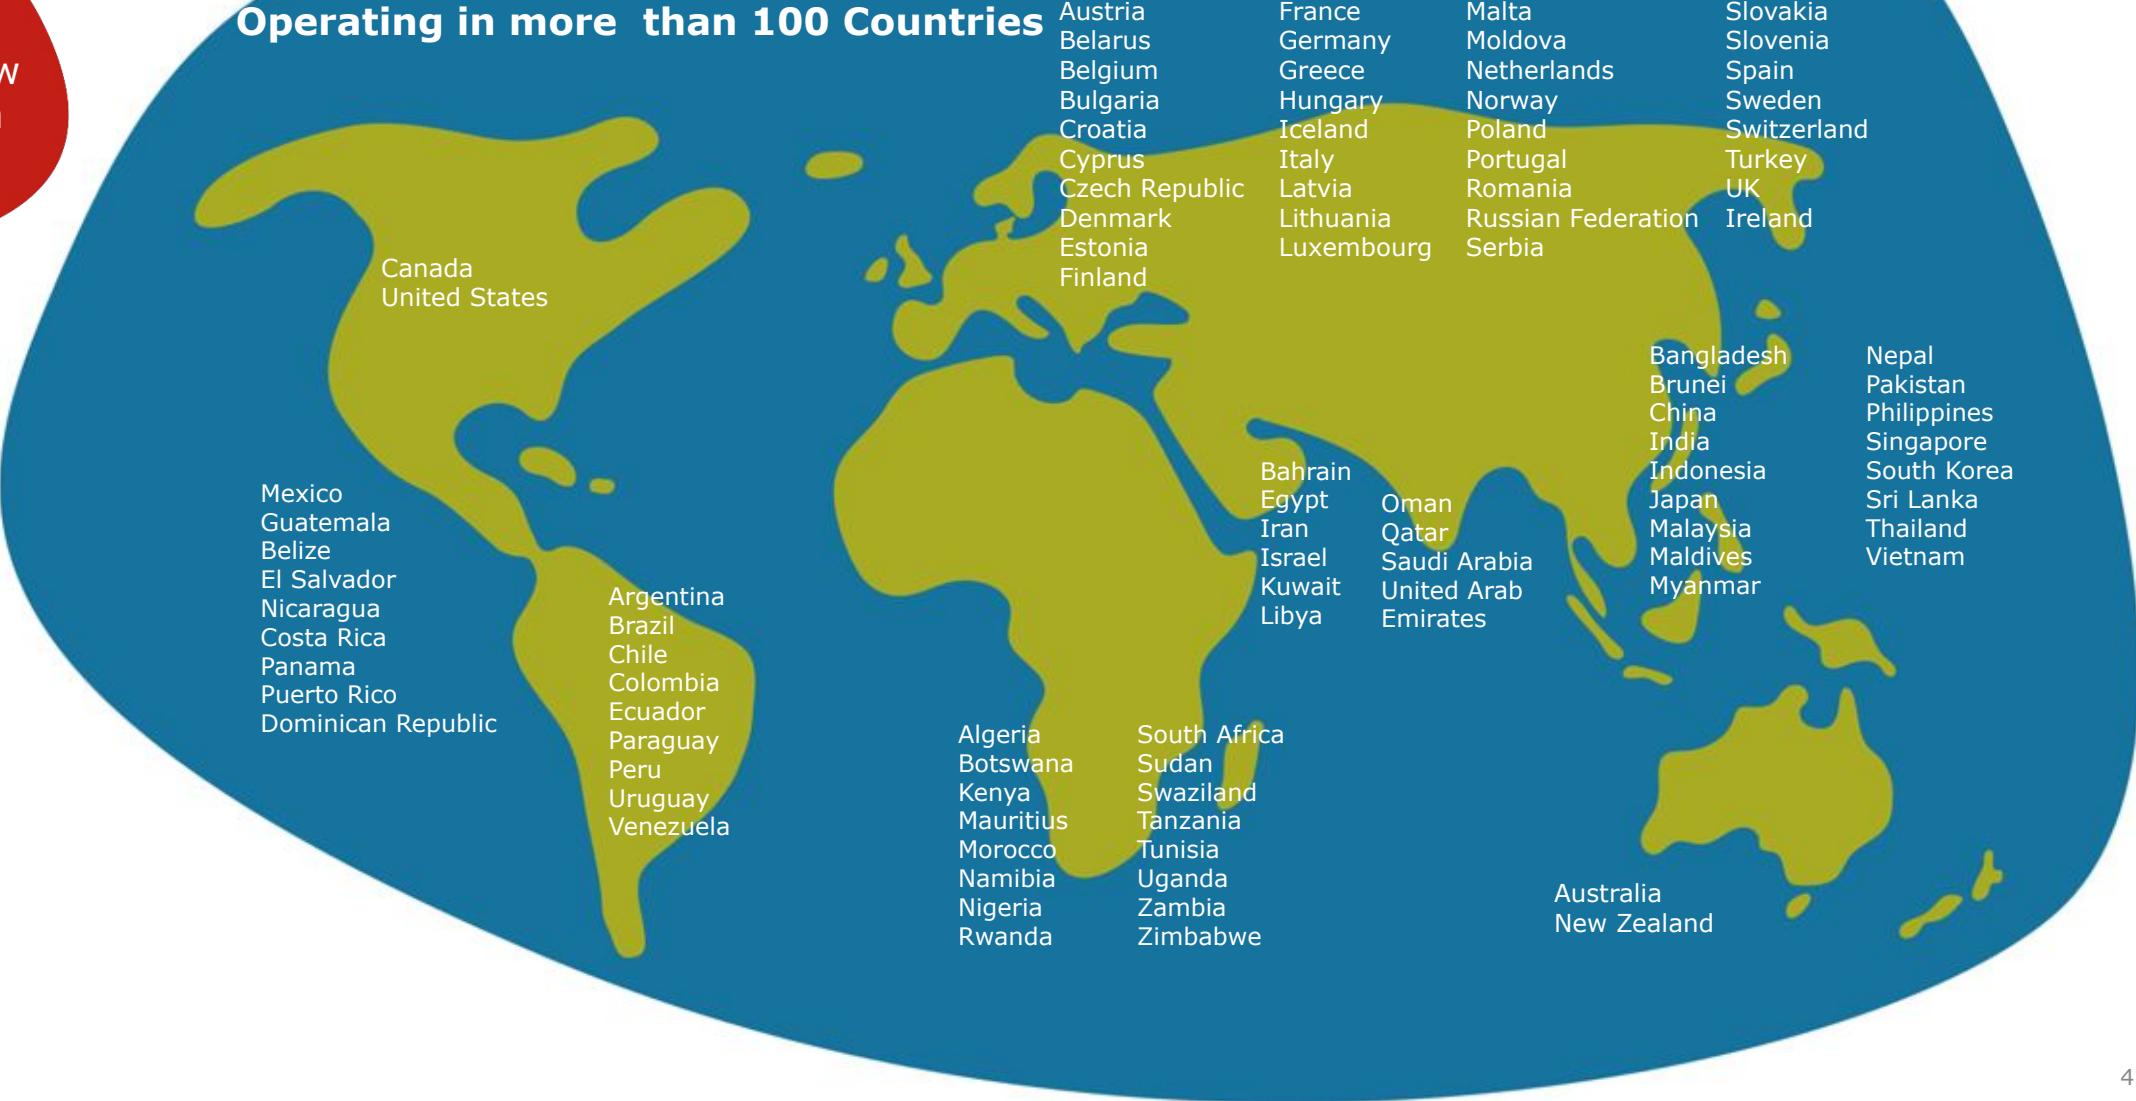 Operating in more  than 100 Countries
Austria
Belarus
Belgium
Bulgaria
Croatia
Cyprus
Czech Republic
Denmark
Estonia
Finland
France
Germany
Greece
Hungary
Iceland
Italy
Latvia
Lithuania
Luxembourg
Malta
Moldova
Netherlands
Norway
Poland
Portugal
Romania
Russian Federation
Serbia
Slovakia
Slovenia
Spain
Sweden
Switzerland
Turkey
UK
Ireland
Canada
United States
Mexico
Guatemala
Belize
El Salvador
Nicaragua
Costa Rica
Panama
Puerto Rico
Dominican Republic
Argentina
Brazil
Chile
Colombia
Ecuador
Paraguay
Peru
Uruguay
Venezuela
Algeria
Botswana
Kenya
Mauritius
Morocco
Namibia
Nigeria
Rwanda
South Africa
Sudan
Swaziland
Tanzania
Tunisia
Uganda
Zambia
Zimbabwe
Bahrain
Egypt
Iran
Israel
Kuwait
Libya
Oman
Qatar
Saudi Arabia
United Arab
Emirates
Bangladesh
Brunei
China
India
Indonesia
Japan
Malaysia
Maldives
Myanmar
Nepal
Pakistan
Philippines
Singapore
South Korea
Sri Lanka
Thailand
Vietnam
Australia
New Zealand
4